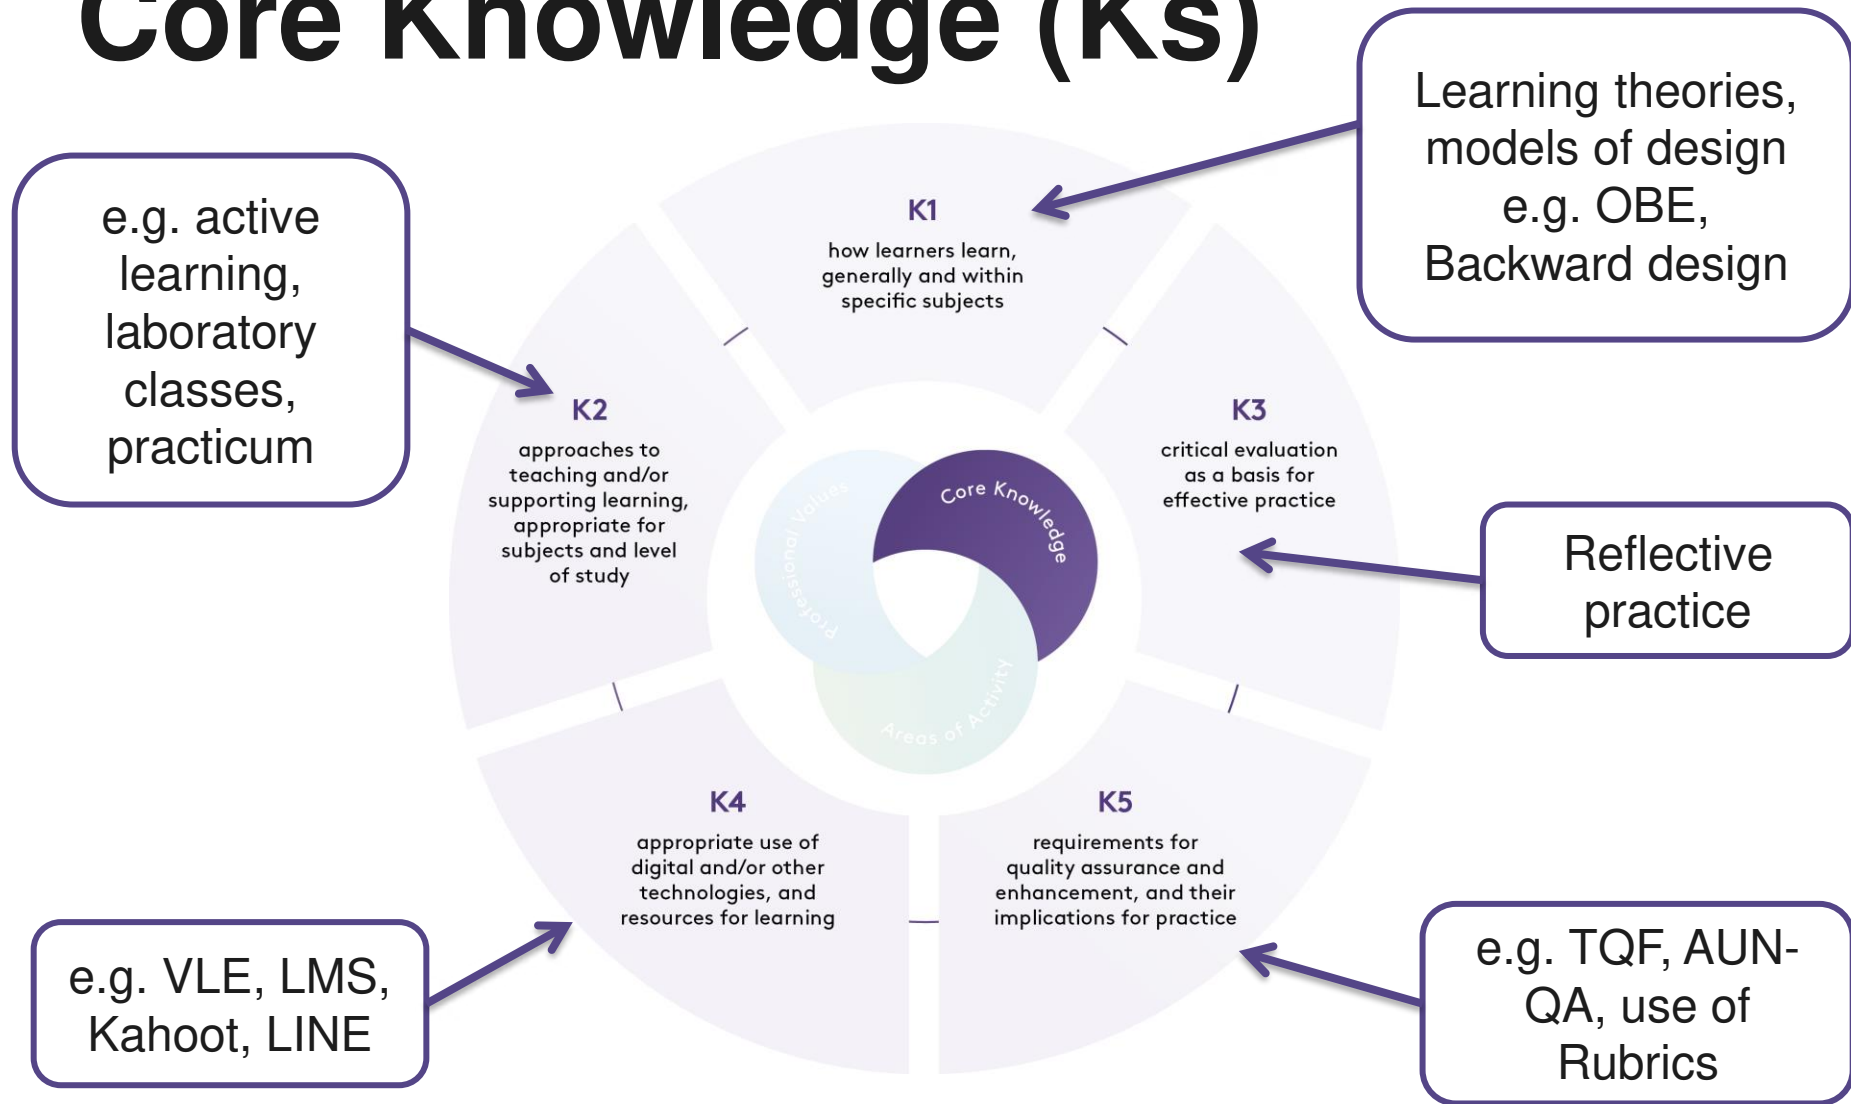 Core Knowledge (Ks)
Learning theories,
models of design
e.g. OBE,
Backward design
e.g. active
learning,
laboratory
classes,
practicum
K1
how learners learn,
generally and within
specific subjects
K2
approaches to
teaching and/or
supporting learning,
appropriate for
subjects and level
of study
K3
critical evaluation
as a basis for
effective practice
Professional Values
Core Knowledge
Areas of Activity
Reflective
practice
K4
appropriate use of
digital and/or other
technologies, and
resources for learning
K5
requirements for
quality assurance and
enhancement, and their
implications for practice
e.g. VLE, LMS,
Kahoot, LINE
e.g. TQF, AUN-
QA, use of
Rubrics